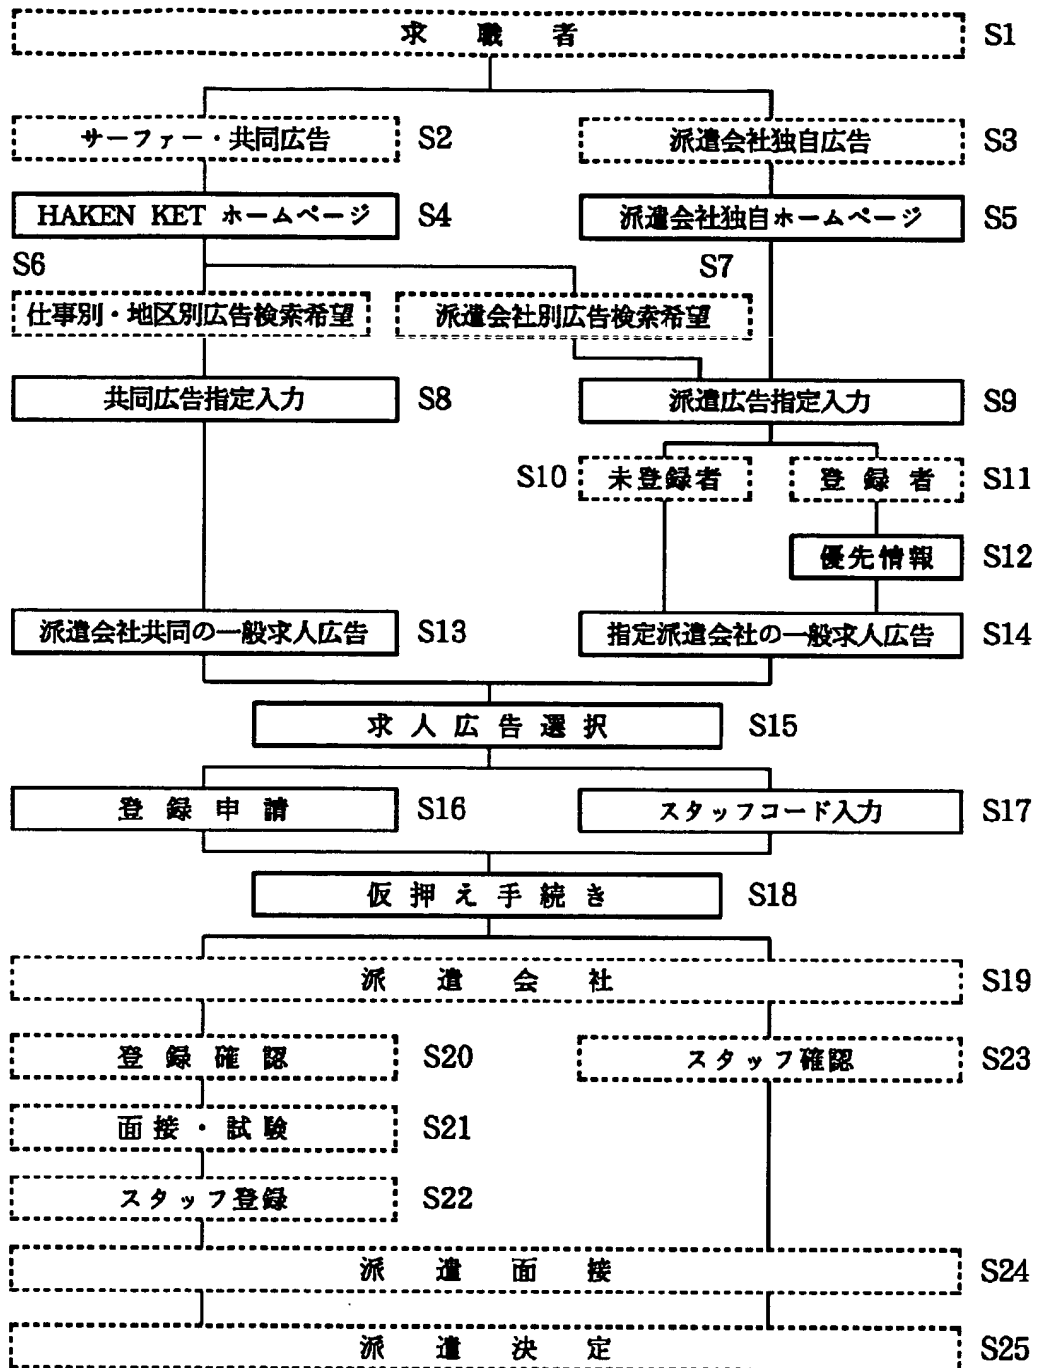 求職者 S1
サーファー・共同広告 S2 派遣会社独自広告 S3
HAKEN KET ホームページ S4 派遣会社独自ホームページ S5
S6 S7
仕事別・地区別広告検索希望 派遣会社別広告検索希望
共同広告指定入力 S8 派遣広告指定入力 S9
S10 未登録者 登録者 S11
優先情報 S12
派遣会社共同の一般求人広告 S13 指定派遣会社の一般求人広告 S14
求人広告選択 S15
登録申請 S16 スタッフコード入力 S17
仮押え手続き S18
派遣会社 S19
登録確認 S20 スタッフ確認 S23
面接・試験 S21
スタッフ登録 S22
派遣面接 S24
派遣決定 S25